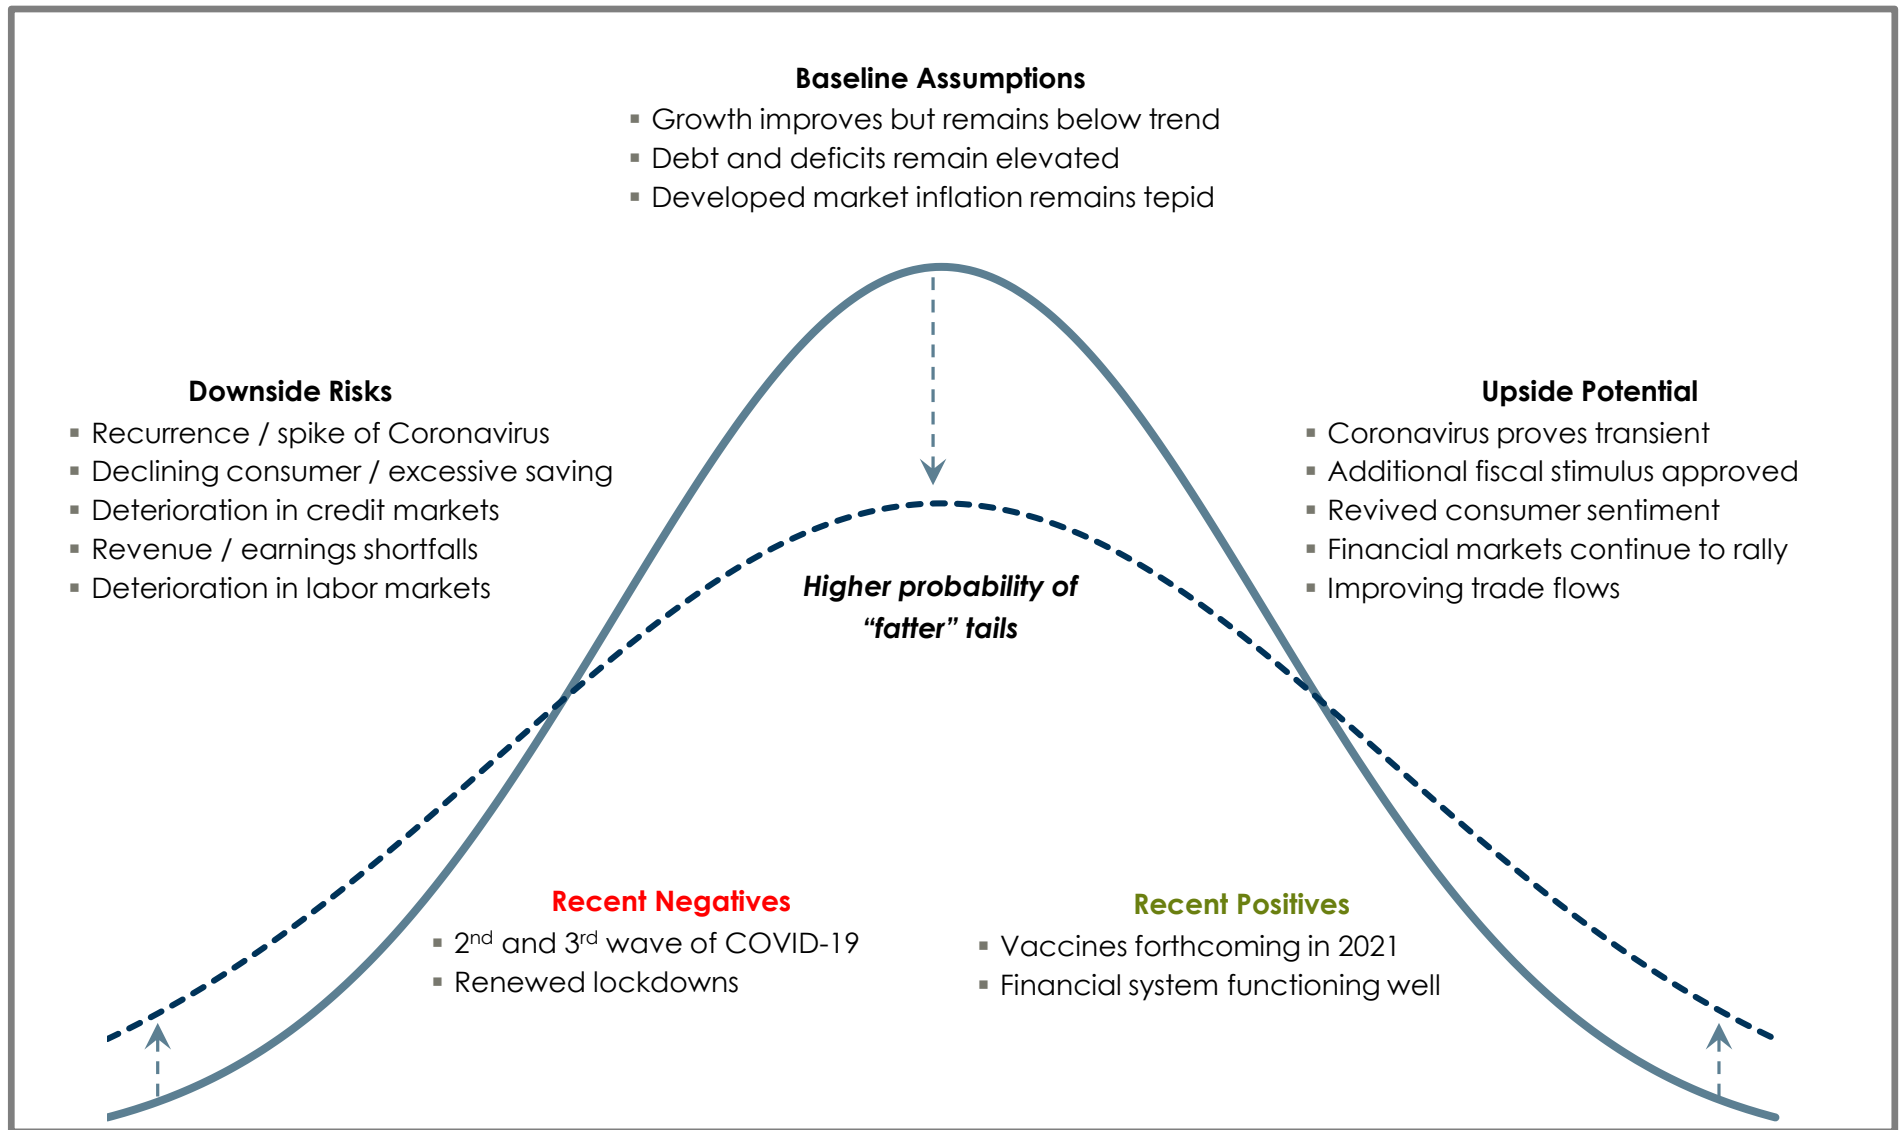 Baseline Assumptions
▪ Growth improves but remains below trend
▪ Debt and deficits remain elevated
▪ Developed market inflation remains tepid
Downside Risks
▪ Recurrence / spike of Coronavirus
▪ Declining consumer / excessive saving
▪ Deterioration in credit markets
▪ Revenue / earnings shortfalls
▪ Deterioration in labor markets
Upside Potential
▪ Coronavirus proves transient
▪ Additional fiscal stimulus approved
▪ Revived consumer sentiment
▪ Financial markets continue to rally
▪ Improving trade flows
Higher probability of
“fatter” tails
Recent Negatives
▪ 2nd and 3rd wave of COVID-19
▪ Renewed lockdowns
Recent Positives
▪ Vaccines forthcoming in 2021
▪ Financial system functioning well